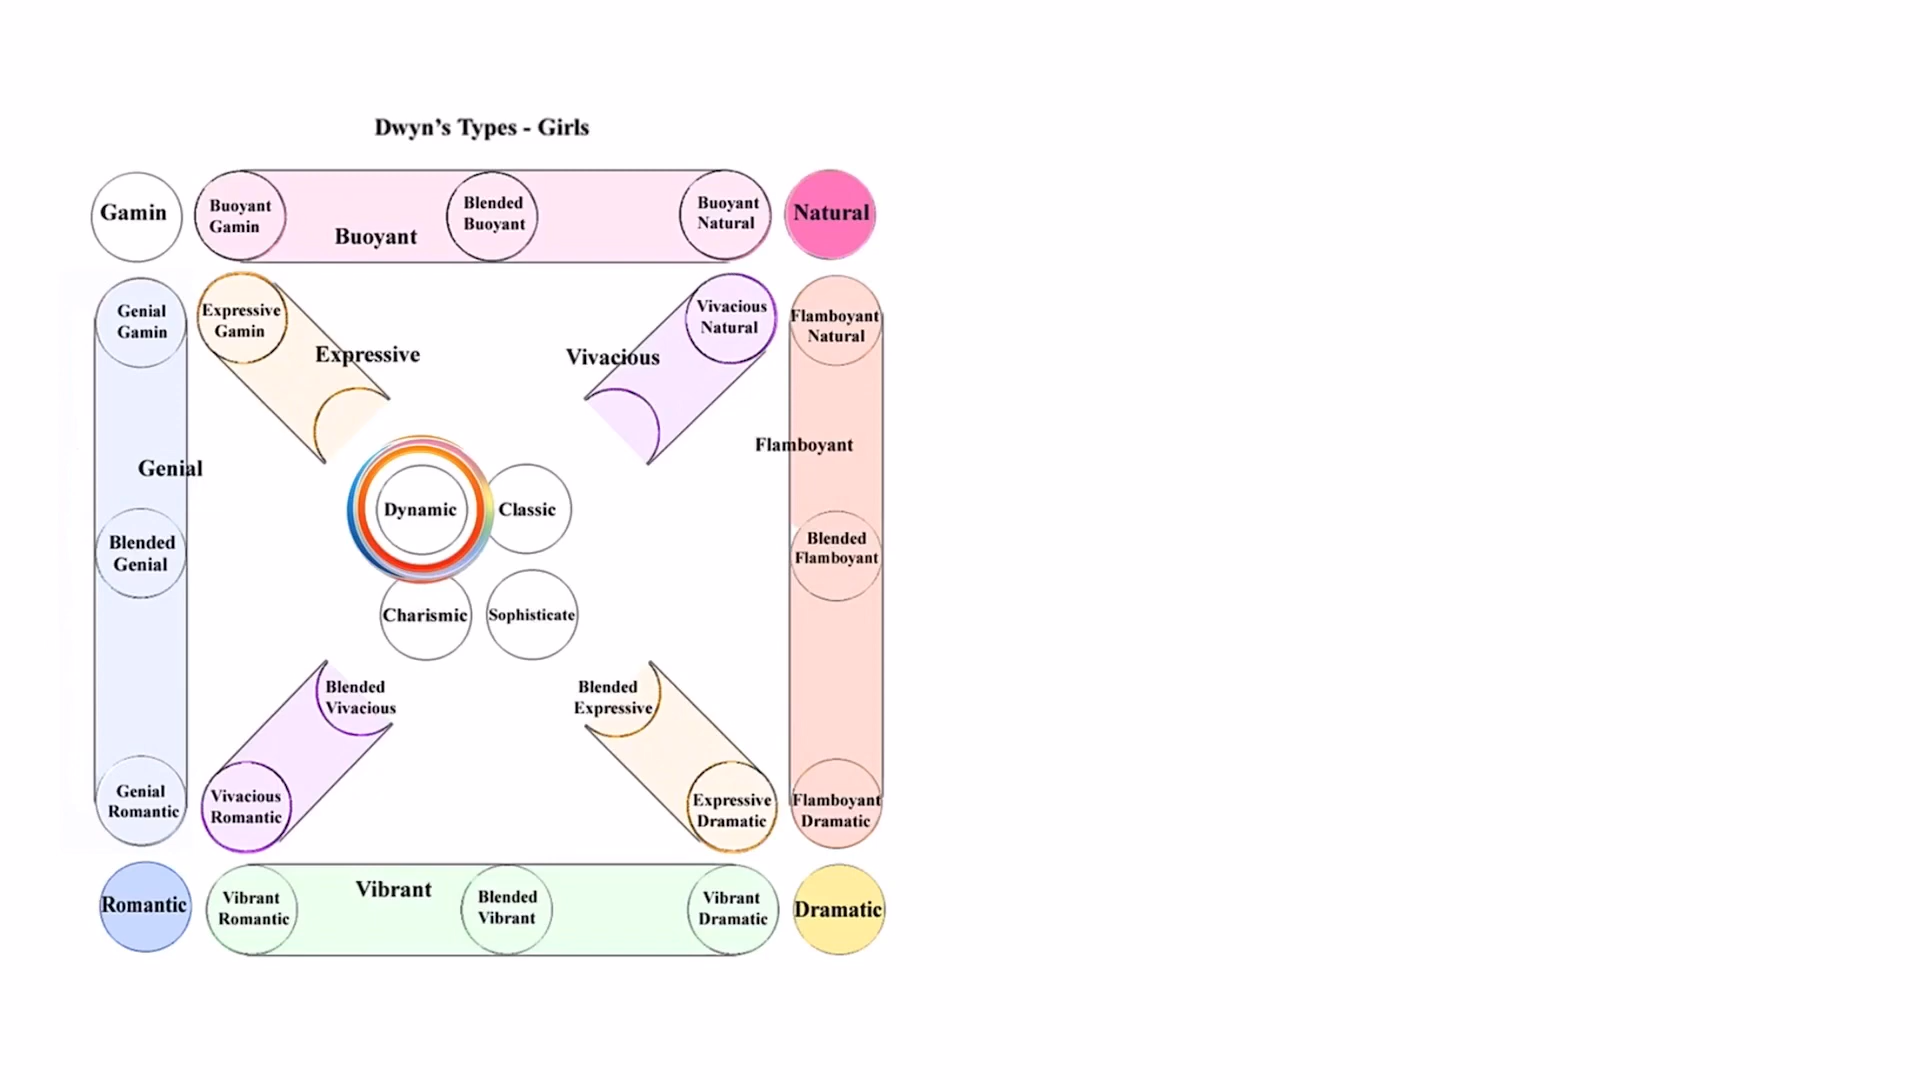 Dwyn's Types - Girls
Gamin
Buoyant
Gamin
Buoyant
Blended
Buoyant
Buoyant
Natural
Natural
Genial
Gamin
Expressive
Gamin
Expressive
Vivacious
Vivacious
Natural
Flamboyant
Natural
Genial
Flamboyant
Dynamic
Classic
Blended
Genial
Blended
Flamboyant
Charismic
Sophisticate
Blended
Vivacious
Blended
Expressive
Genial
Romantic
Vivacious
Romantic
Expressive
Dramatic
Flamboyant
Dramatic
Romantic
Vibrant
Romantic
Vibrant
Blended
Vibrant
Vibrant
Dramatic
Dramatic